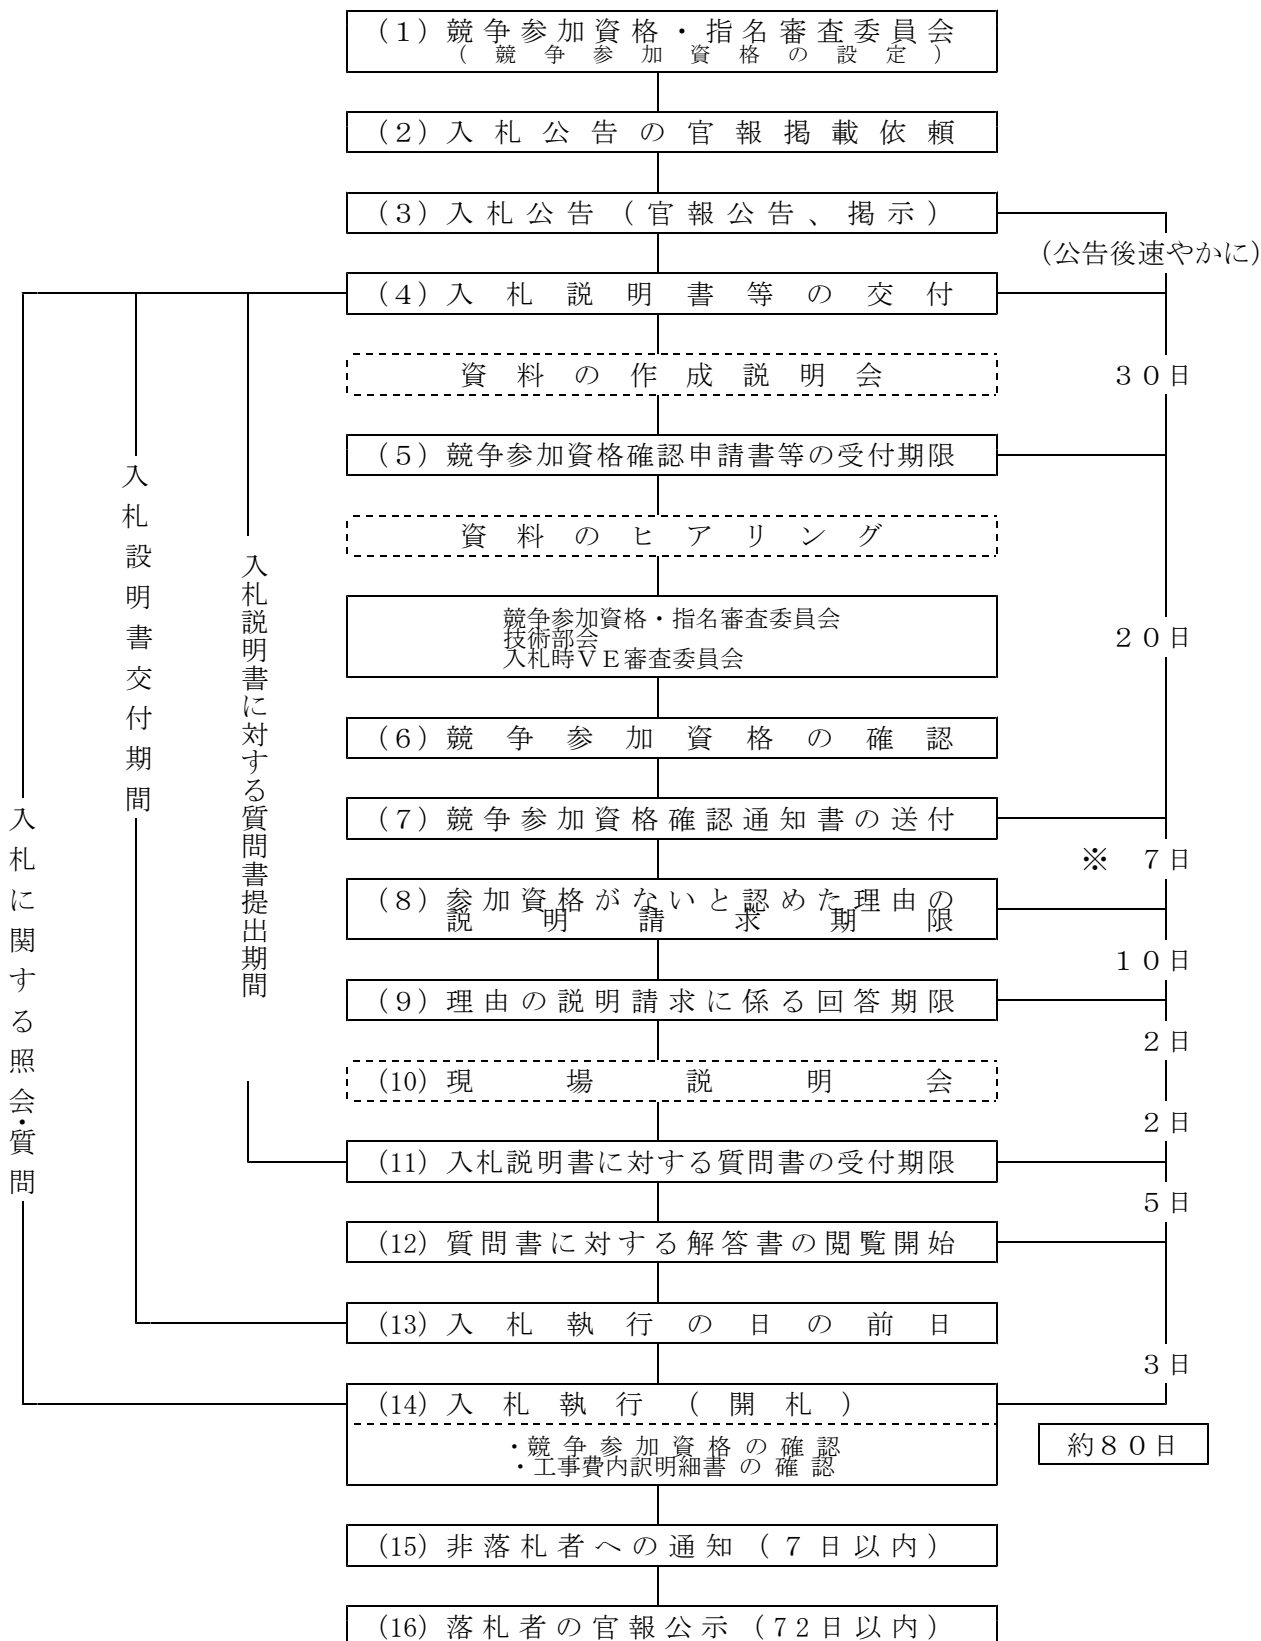 (1)競争参加資格・指名審査委員会
(競争参加資格の設定)
(2)入札公告の官報掲載依頼
(3)入札公告(官報公告、掲示)
(公告後速やかに)
(4)入札説明書等の交付
資料の作成説明会
30日
(5)競争参加資格確認申請書等の受付期限
資料のヒアリング
競争参加資格・指名審査委員会
技術部会
入札時VE審査委員会
20日
(6)競争参加資格の確認
(7)競争参加資格確認通知書の送付
※ 7日
(8)参加資格がないと認めた理由の
説明請求期限
10日
(9)理由の説明請求に係る回答期限
2日
(10)現場説明会
2日
(11)入札説明書に対する質問書の受付期限
5日
(12)質問書に対する解答書の閲覧開始
(13)入札執行の日の前日
3日
(14)入札執行(開札)
・競争参加資格の確認
・工事費内訳明細書の確認
約80日
(15)非落札者への通知(7日以内)
(16)落札者の官報公示(72日以内)
入札に関する照会・質問
入札設明書交付期間
入札説明書に対する質問書提出期間